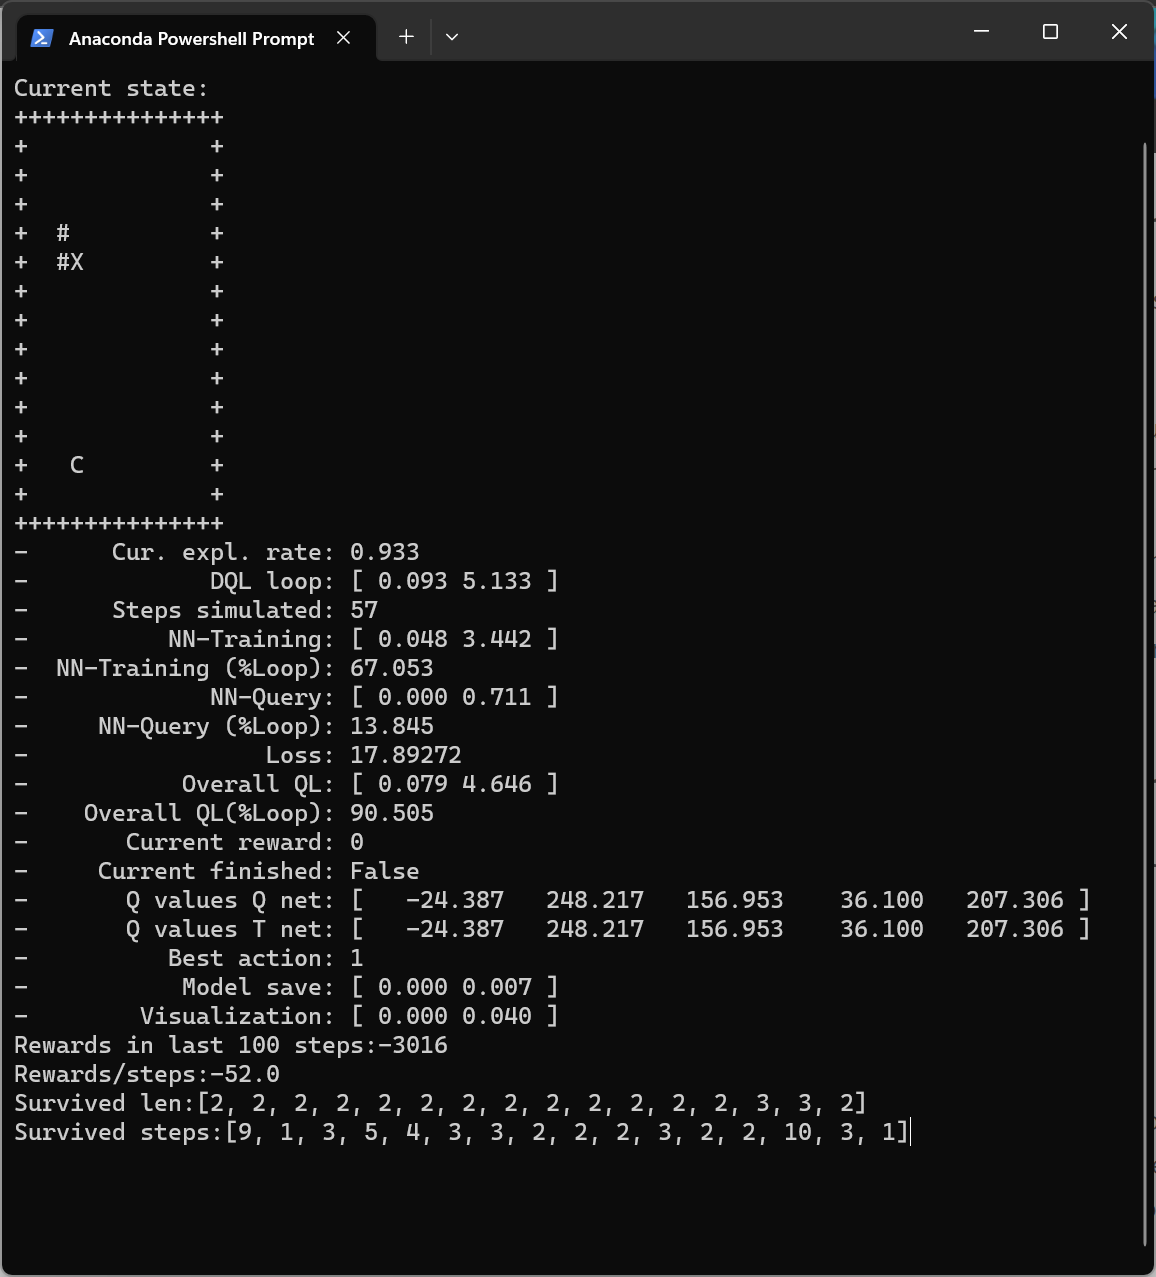 Anaconda Powershell Prompt
Current state:
+++++++++++++++
+             +
+             +
+             +
+  #          +
+  #X         +
+             +
+             +
+             +
+             +
+             +
+             +
+   C         +
+             +
+++++++++++++++
-      Cur. expl. rate: 0.933
-             DQL loop: [ 0.093 5.133 ]
-      Steps simulated: 57
-          NN-Training: [ 0.048 3.442 ]
-  NN-Training (%Loop): 67.053
-             NN-Query: [ 0.000 0.711 ]
-     NN-Query (%Loop): 13.845
-                 Loss: 17.89272
-           Overall QL: [ 0.079 4.646 ]
-    Overall QL(%Loop): 90.505
-       Current reward: 0
-     Current finished: False
-       Q values Q net: [   -24.387   248.217   156.953    36.100   207.306 ]
-       Q values T net: [   -24.387   248.217   156.953    36.100   207.306 ]
-          Best action: 1
-           Model save: [ 0.000 0.007 ]
-        Visualization: [ 0.000 0.040 ]
Rewards in last 100 steps:-3016
Rewards/steps:-52.0
Survived len:[2, 2, 2, 2, 2, 2, 2, 2, 2, 2, 2, 2, 2, 3, 3, 2]
Survived steps:[9, 1, 3, 5, 4, 3, 3, 2, 2, 2, 3, 2, 2, 10, 3, 1]